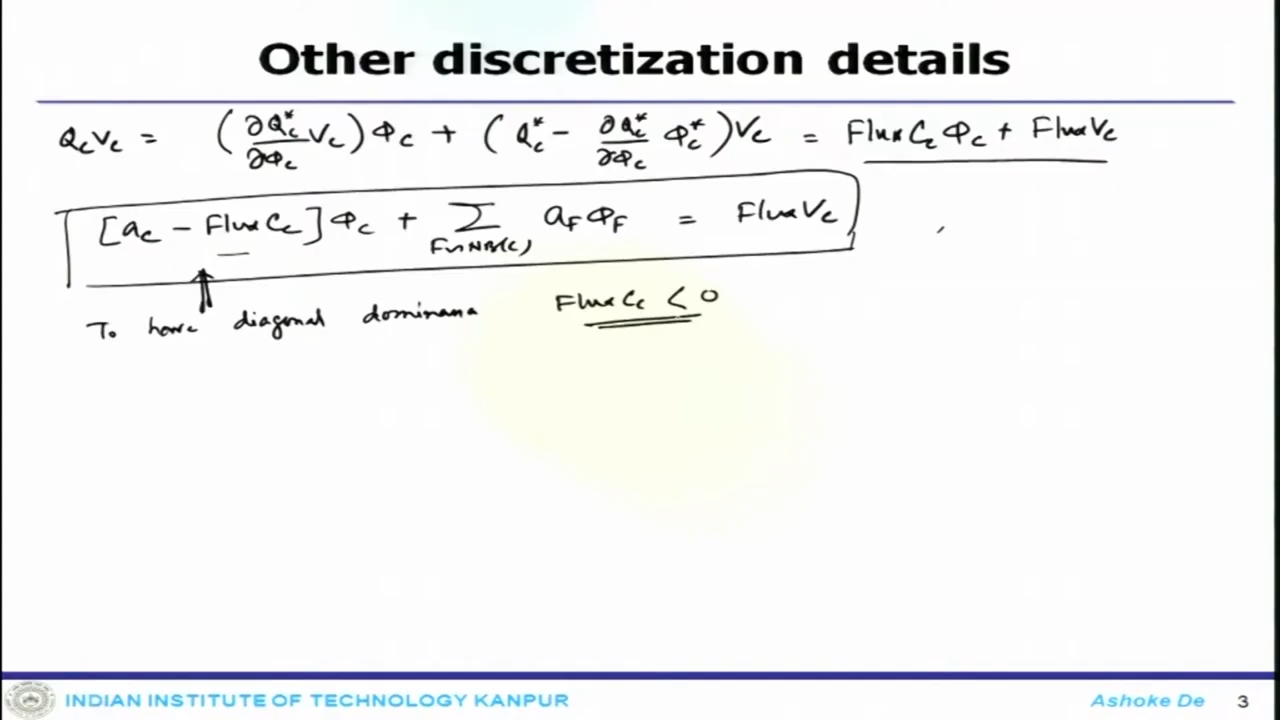 Other discretization details
Q_c V_c = (∂Q_c^*/∂Φ_c V_c) Φ_c + (Q_c^* - ∂Q_c^*/∂Φ_c Φ_c^*) V_c = FluxC_c Φ_c + FluxV_c
[a_c - FluxC_c] Φ_c + Σ_{F∼NB(c)} a_F Φ_F = FluxV_c
To have diagonal dominana FluxC_c < 0
INDIAN INSTITUTE OF TECHNOLOGY KANPUR
Ashoke De 3